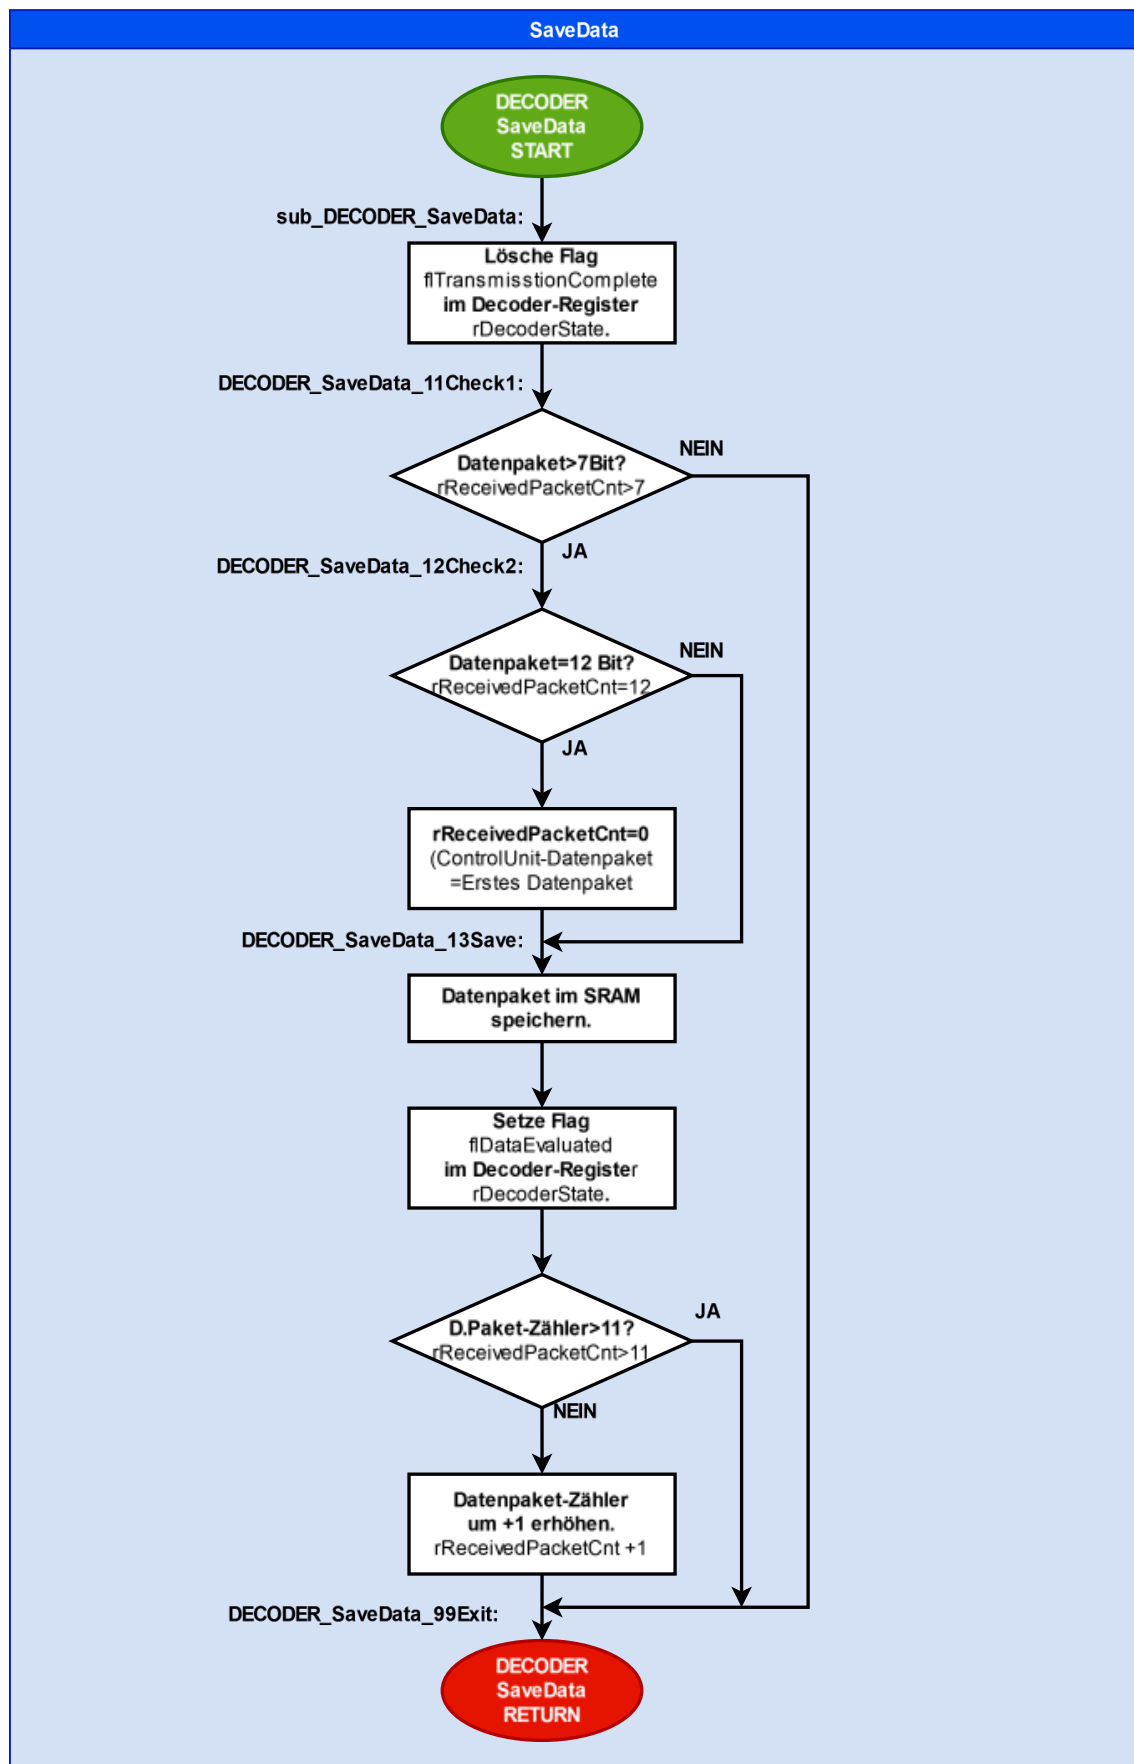 SaveData
DECODER
SaveData
START
sub_DECODER_SaveData:
Lösche Flag
flTransmisstionComplete
im Decoder-Register
rDecoderState.
DECODER_SaveData_11Check1:
Datenpaket>7Bit?
rReceivedPacketCnt>7
NEIN
JA
DECODER_SaveData_12Check2:
Datenpaket=12 Bit?
rReceivedPacketCnt=12
NEIN
JA
rReceivedPacketCnt=0
(ControlUnit-Datenpaket
=Erstes Datenpaket
DECODER_SaveData_13Save:
Datenpaket im SRAM
speichern.
Setze Flag
flDataEvaluated
im Decoder-Register
rDecoderState.
D.Paket-Zähler>11?
rReceivedPacketCnt>11
JA
NEIN
Datenpaket-Zähler
um +1 erhöhen.
rReceivedPacketCnt +1
DECODER_SaveData_99Exit:
DECODER
SaveData
RETURN